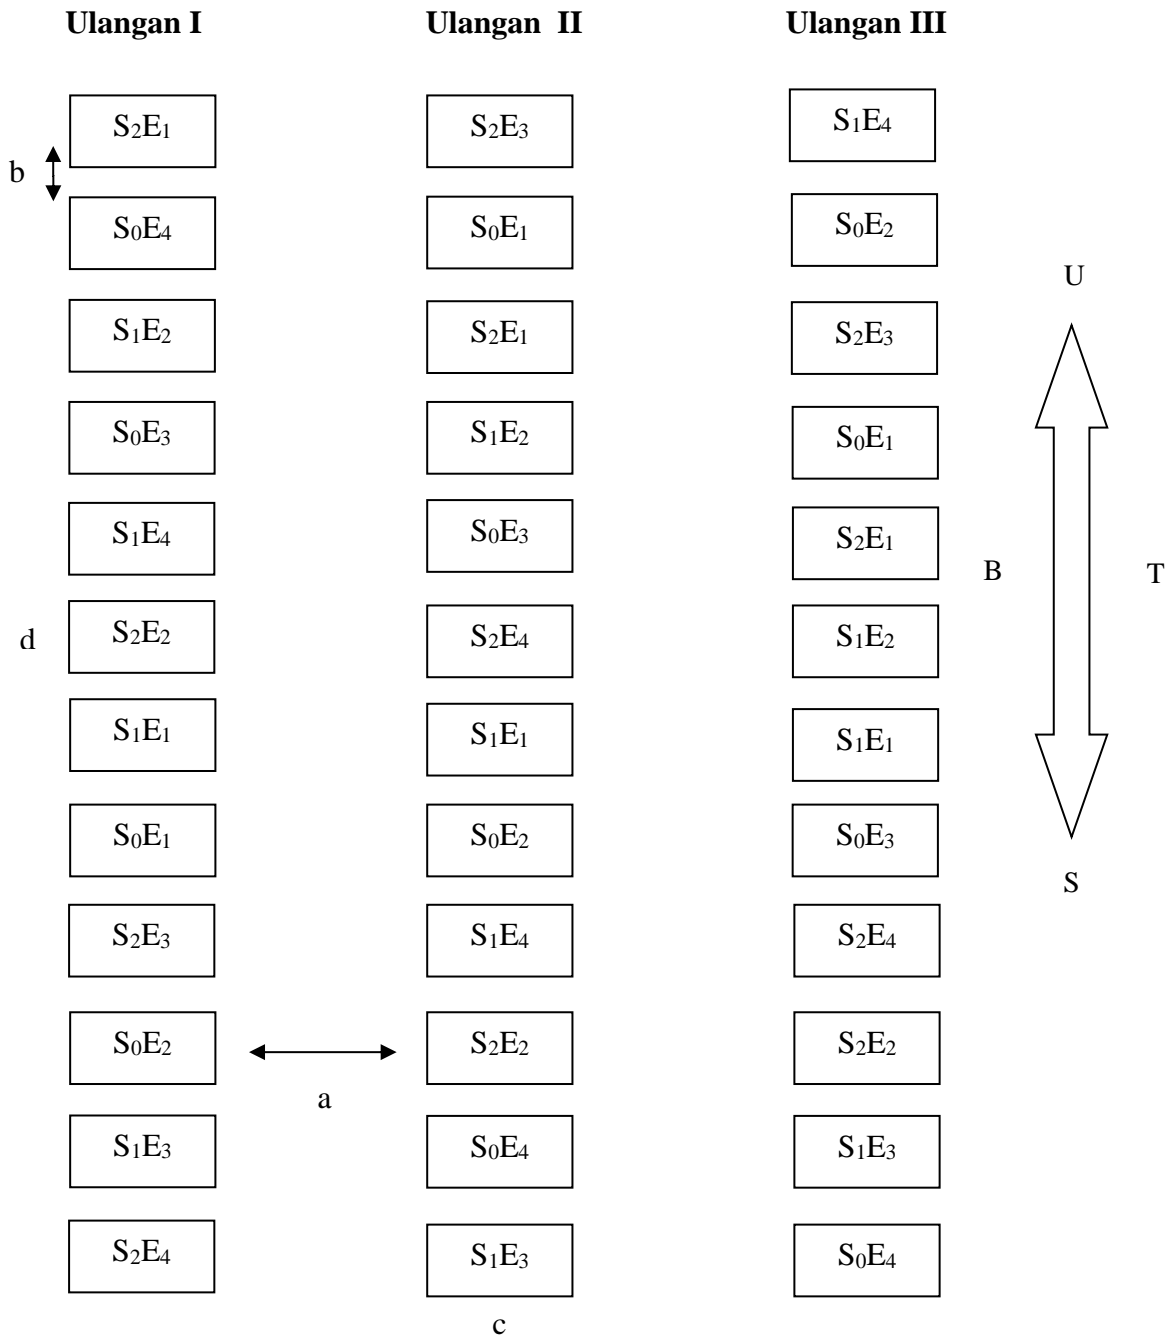 Ulangan I Ulangan II Ulangan III
S₂E₁ S₂E₃ S₁E₄
b
S₀E₄ S₀E₁ S₀E₂
U
S₁E₂ S₂E₁ S₂E₃
S₀E₃ S₁E₂ S₀E₁
S₁E₄ S₀E₃ S₂E₁
B T
d S₂E₂ S₂E₄ S₁E₂
S₁E₁ S₁E₁ S₁E₁
S₀E₁ S₀E₂ S₀E₃
S
S₂E₃ S₁E₄ S₂E₄
S₀E₂ S₂E₂ S₂E₂
a
S₁E₃ S₀E₄ S₁E₃
S₂E₄ S₁E₃ S₀E₄
c